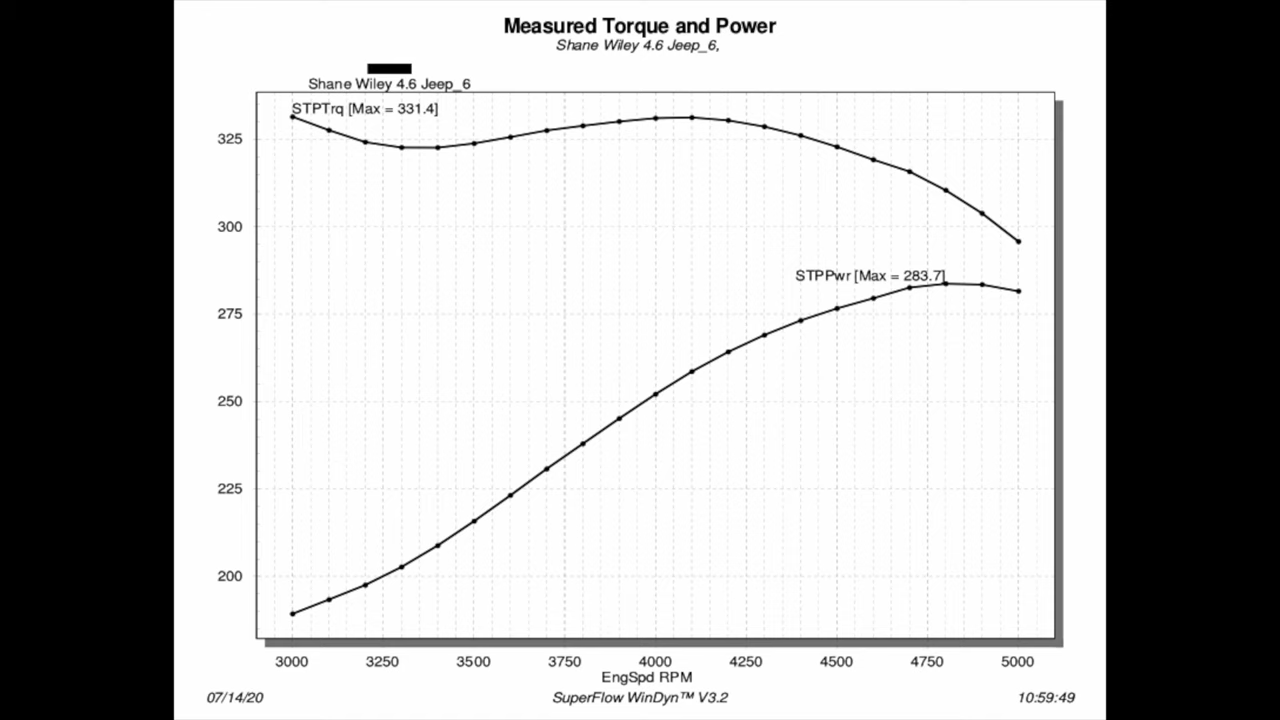 Measured Torque and Power
Shane Wiley 4.6 Jeep_6,
Shane Wiley 4.6 Jeep_6
STPTrq [Max = 331.4]
325
300
STPPwr [Max = 283.7]
275
250
225
200
3000 3250 3500 3750 4000 4250 4500 4750 5000
EngSpd RPM
07/14/20 SuperFlow WinDyn™ V3.2 10:59:49